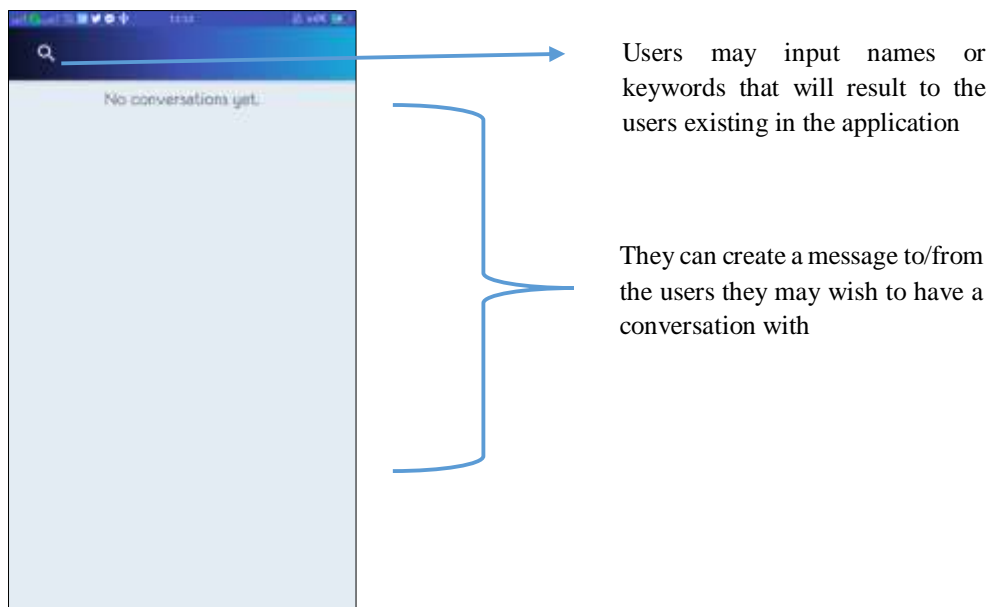 No conversations yet.
Users may input names or
keywords that will result to the
users existing in the application
They can create a message to/from
the users they may wish to have a
conversation with